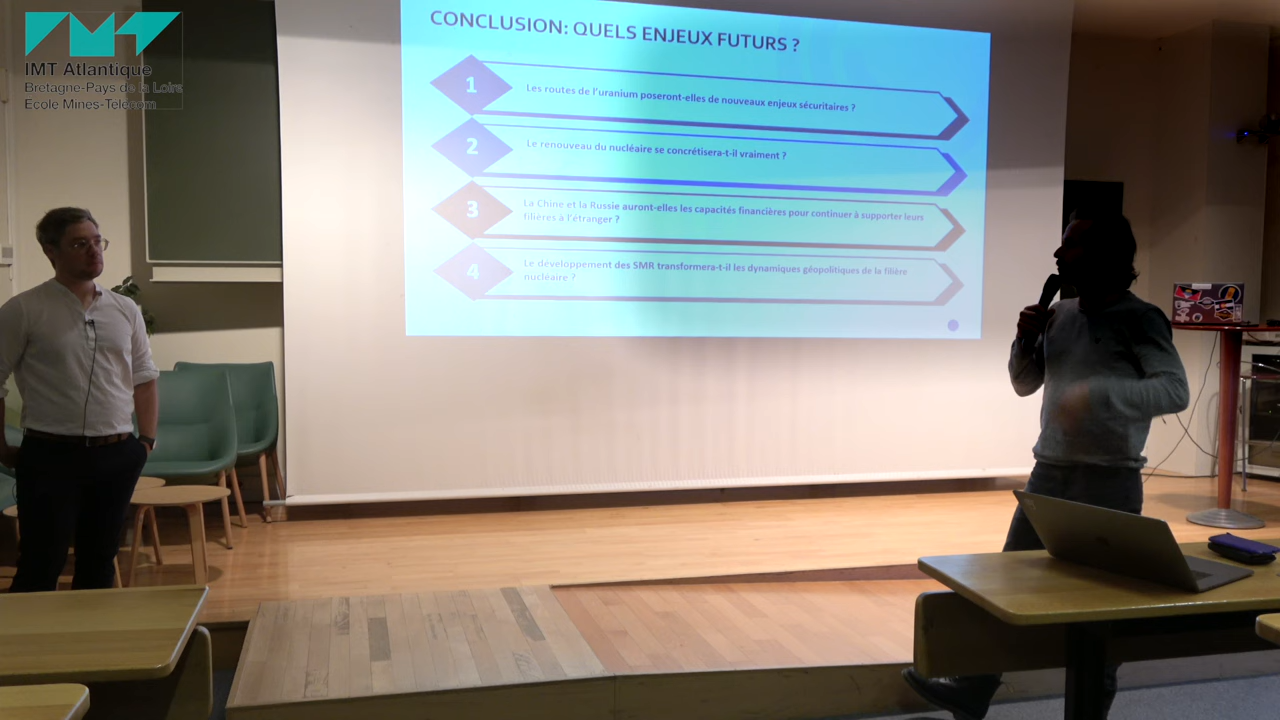 IMT Atlantique
Bretagne-Pays de la Loire
École Mines-Télécom
CONCLUSION: QUELS ENJEUX FUTURS ?
1
Les routes de l'uranium poseront-elles de nouveaux enjeux sécuritaires ?
2
Le renouveau du nucléaire se concrétisera-t-il vraiment ?
3
La Chine et la Russie auront-elles les capacités financières pour continuer à supporter leurs
filières à l'étranger ?
4
Le développement des SMR transformera-t-il les dynamiques géopolitiques de la filière
nucléaire ?